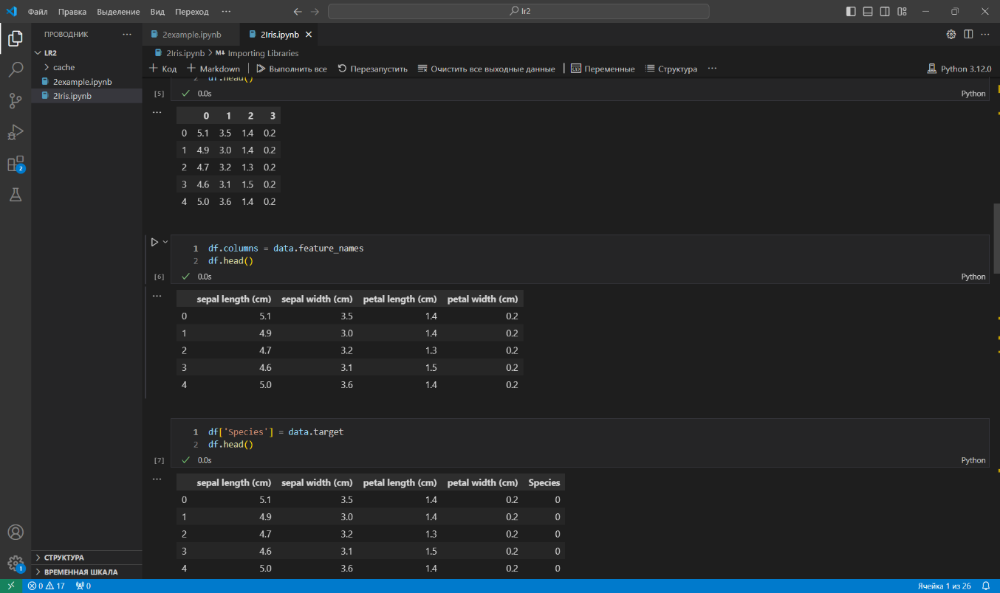 Файл Правка Выделение Вид Переход ··· lr2
ПРОВОДНИК ··· 2example.ipynb 2Iris.ipynb
LR2
cache
2example.ipynb
2Iris.ipynb
2
СТРУКТУРА
ВРЕМЕННАЯ ШКАЛА
1
2Iris.ipynb > M↓ Importing Libraries
+ Код + Markdown Выполнить все Перезапустить Очистить все выходные данные Переменные Структура ··· Python 3.12.0
2 df.head()
[5] 0.0s Python
0 1 2 3
0 5.1 3.5 1.4 0.2
1 4.9 3.0 1.4 0.2
2 4.7 3.2 1.3 0.2
3 4.6 3.1 1.5 0.2
4 5.0 3.6 1.4 0.2
1 df.columns = data.feature_names
2 df.head()
[6] 0.0s Python
sepal length (cm) sepal width (cm) petal length (cm) petal width (cm)
0 5.1 3.5 1.4 0.2
1 4.9 3.0 1.4 0.2
2 4.7 3.2 1.3 0.2
3 4.6 3.1 1.5 0.2
4 5.0 3.6 1.4 0.2
1 df['Species'] = data.target
2 df.head()
[7] 0.0s Python
sepal length (cm) sepal width (cm) petal length (cm) petal width (cm) Species
0 5.1 3.5 1.4 0.2 0
1 4.9 3.0 1.4 0.2 0
2 4.7 3.2 1.3 0.2 0
3 4.6 3.1 1.5 0.2 0
4 5.0 3.6 1.4 0.2 0
0 17 0 Ячейка 1 из 26